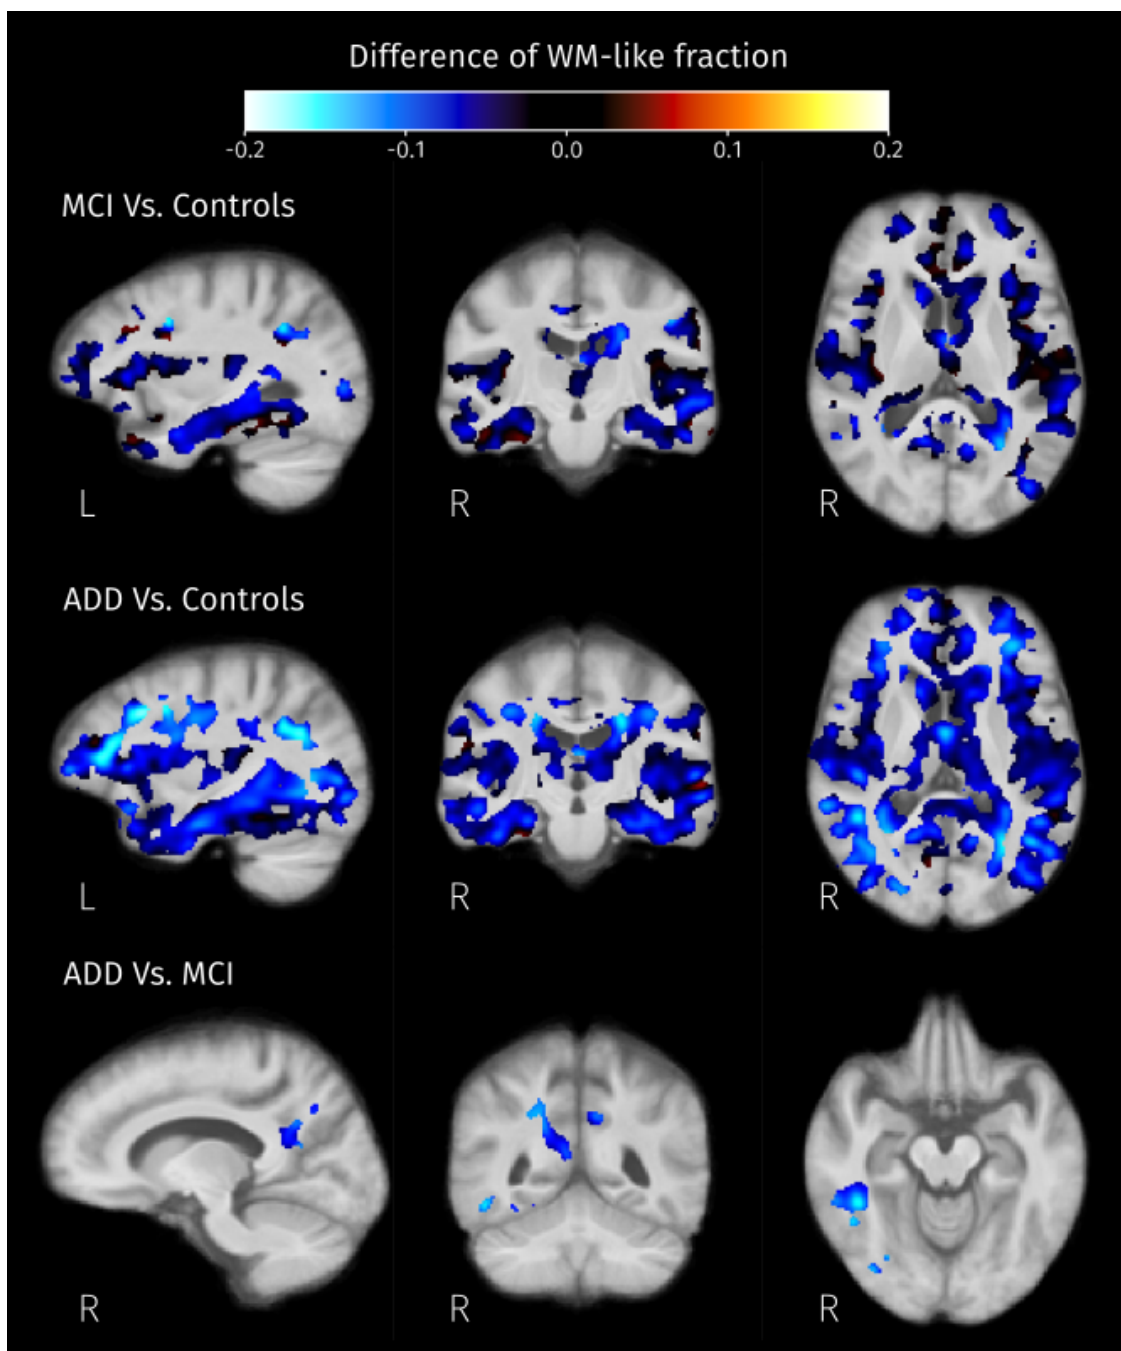 Difference of WM-like fraction
-0.2 -0.1 0.0 0.1 0.2
MCI Vs. Controls
L R R
ADD Vs. Controls
L R R
ADD Vs. MCI
R R R